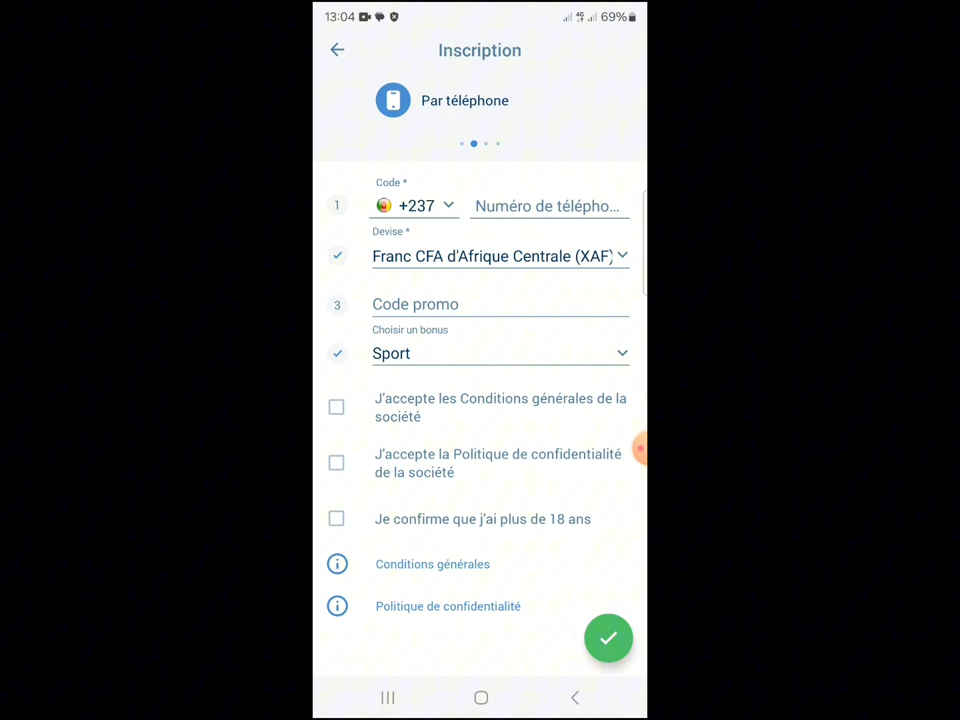 13:04
4G
69%
Inscription
Par téléphone
Code *
1
+237
Numéro de télépho...
Devise *
Franc CFA d'Afrique Centrale (XAF)
3
Code promo
Choisir un bonus
Sport
J'accepte les Conditions générales de la
société
J'accepte la Politique de confidentialité
de la société
Je confirme que j'ai plus de 18 ans
Conditions générales
Politique de confidentialité